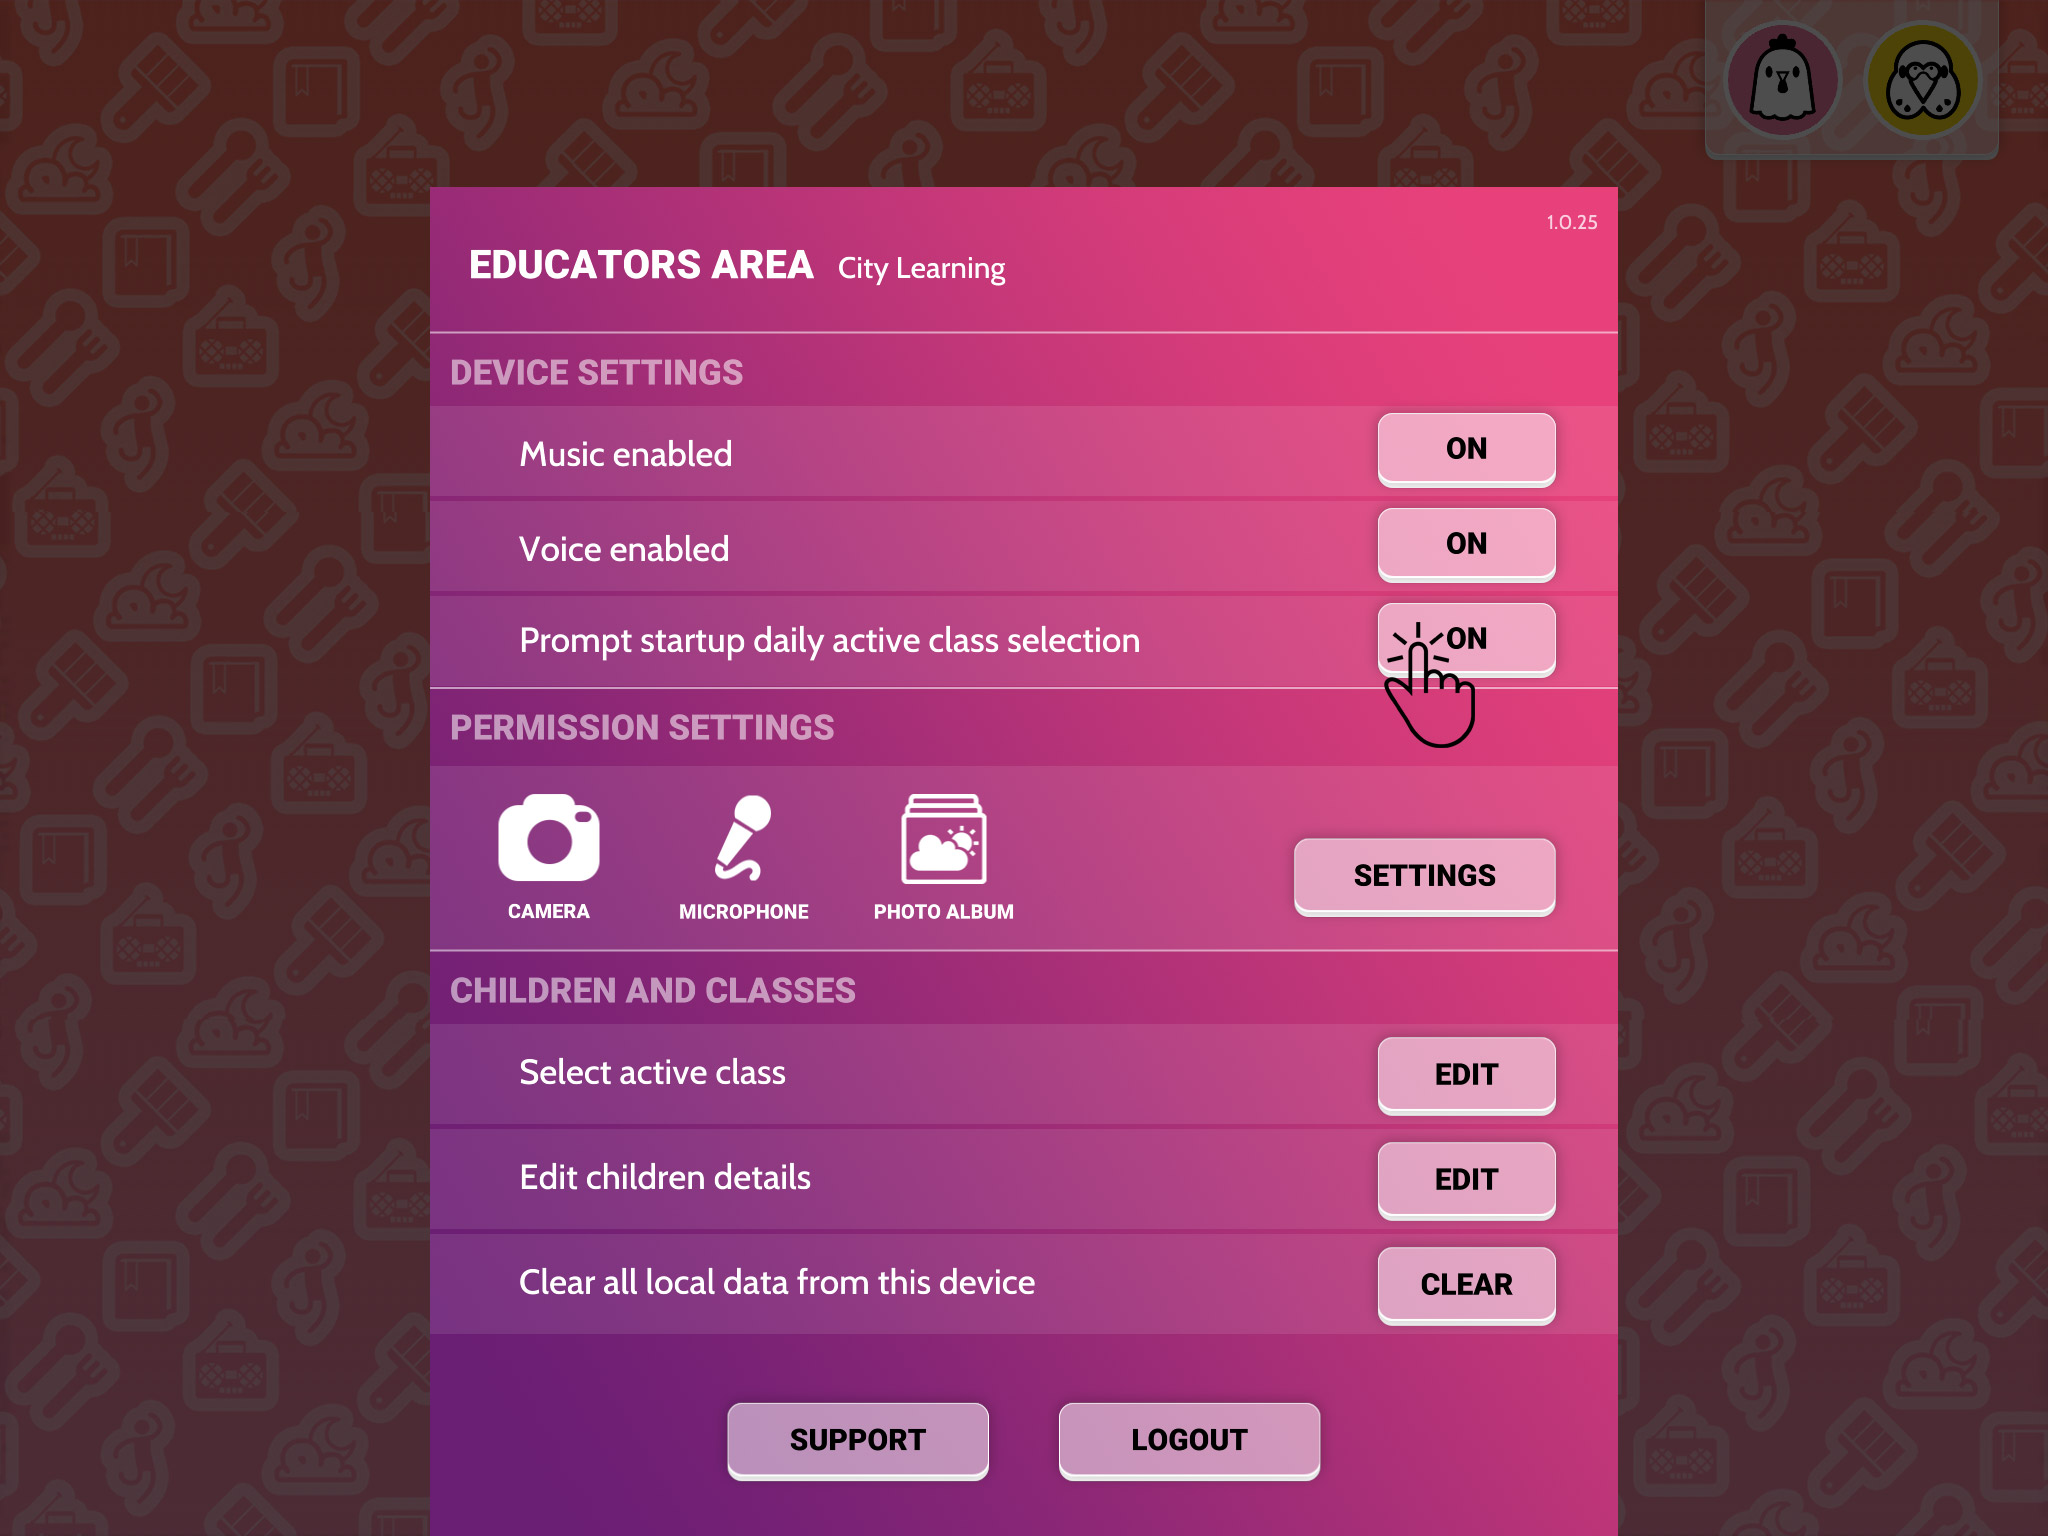 1.0.25
EDUCATORS AREA City Learning
DEVICE SETTINGS
Music enabled ON
Voice enabled ON
Prompt startup daily active class selection ON
PERMISSION SETTINGS
CAMERA MICROPHONE PHOTO ALBUM
SETTINGS
CHILDREN AND CLASSES
Select active class EDIT
Edit children details EDIT
Clear all local data from this device CLEAR
SUPPORT LOGOUT